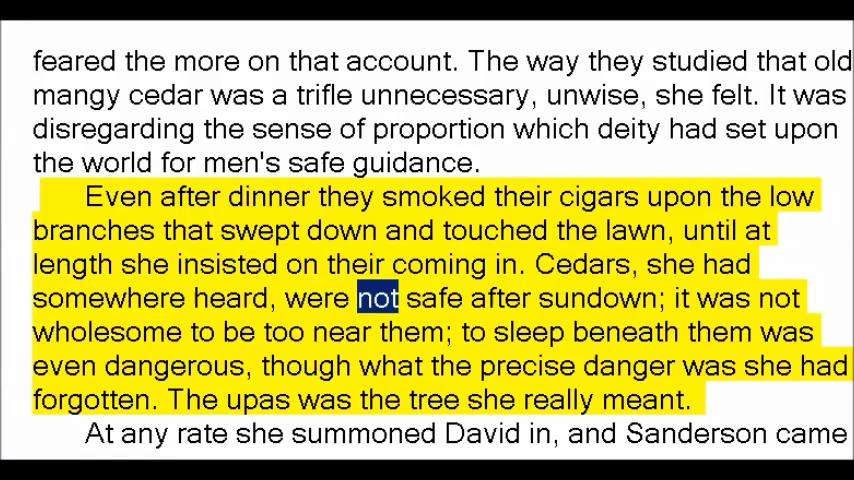 feared the more on that account. The way they studied that old
mangy cedar was a trifle unnecessary, unwise, she felt. It was
disregarding the sense of proportion which deity had set upon
the world for men's safe guidance.
Even after dinner they smoked their cigars upon the low
branches that swept down and touched the lawn, until at
length she insisted on their coming in. Cedars, she had
somewhere heard, were not safe after sundown; it was not
wholesome to be too near them; to sleep beneath them was
even dangerous, though what the precise danger was she had
forgotten. The upas was the tree she really meant.
At any rate she summoned David in, and Sanderson came